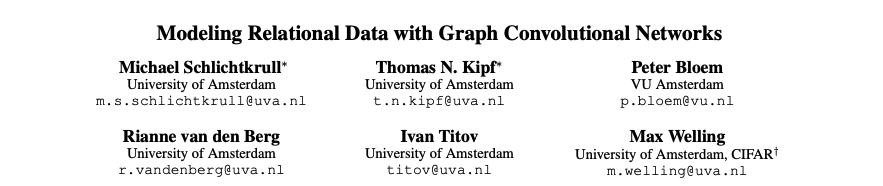 Modeling Relational Data with Graph Convolutional Networks
Michael Schlichtkrull* Thomas N. Kipf* Peter Bloem
University of Amsterdam University of Amsterdam VU Amsterdam
m.s.schlichtkrull@uva.nl t.n.kipf@uva.nl p.bloem@vu.nl
Rianne van den Berg Ivan Titov Max Welling
University of Amsterdam University of Amsterdam University of Amsterdam, CIFAR†
r.vandenberg@uva.nl titov@uva.nl m.welling@uva.nl